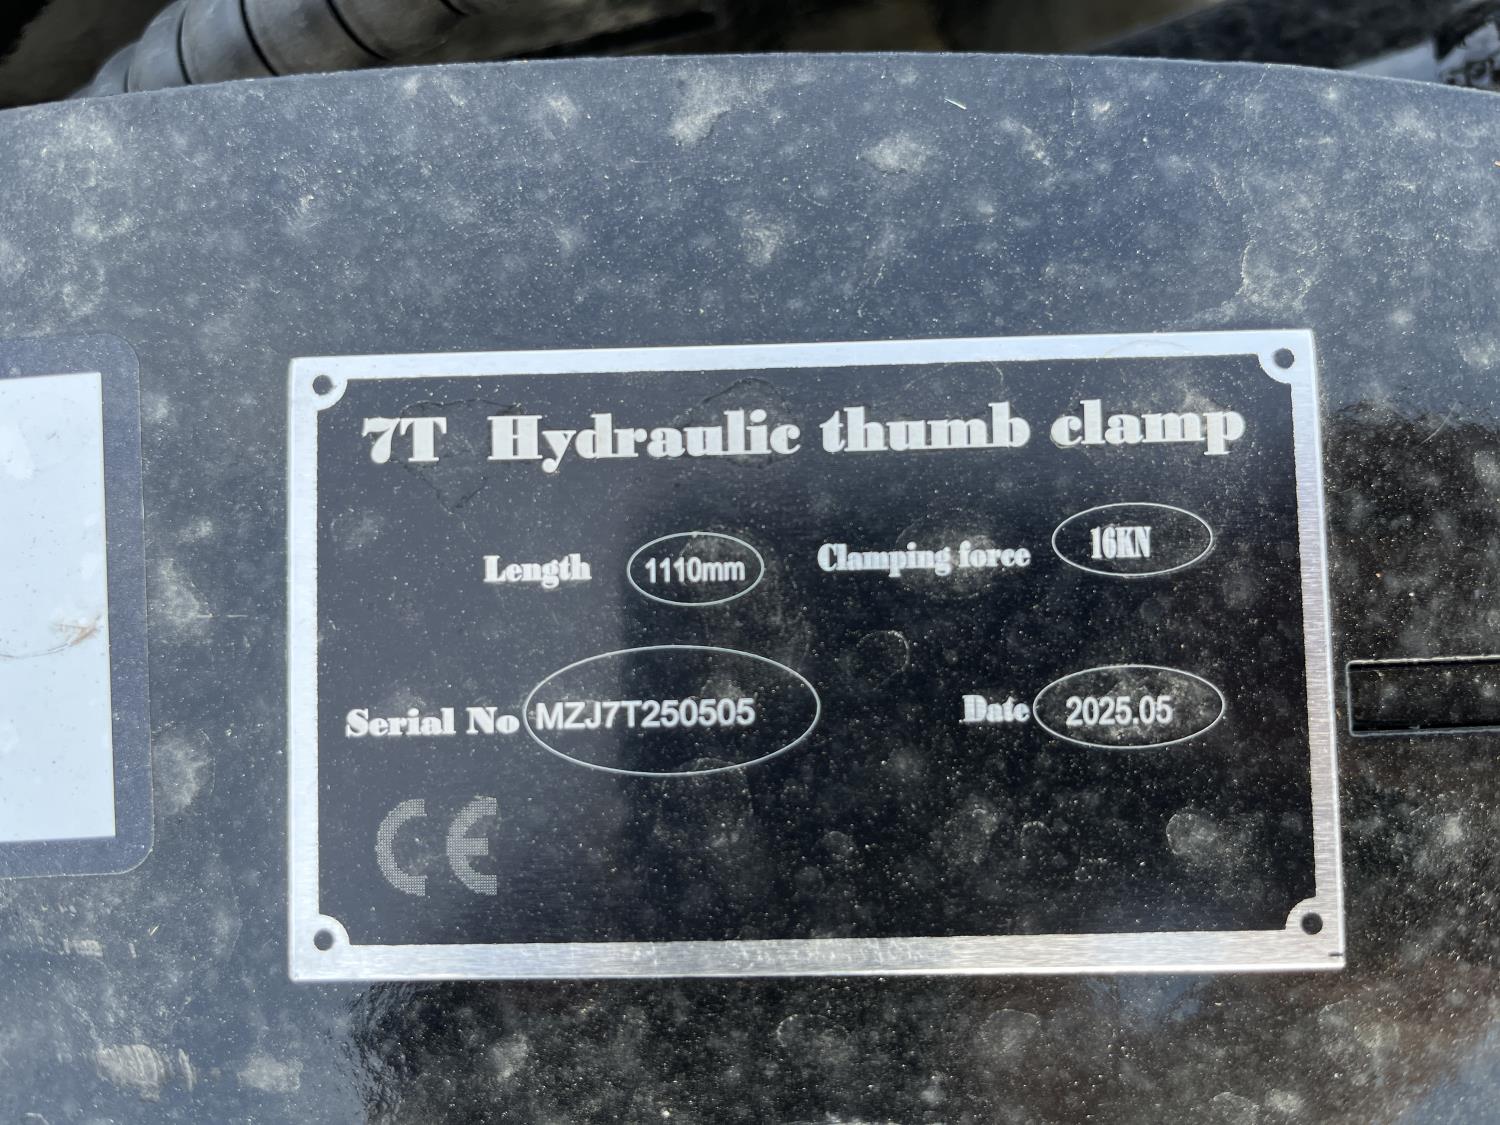 7T Hydraulic thumb clamp
Length 1110mm Clamping force 16KN
Serial No MZJ7T250505 Date 2025.05
CE